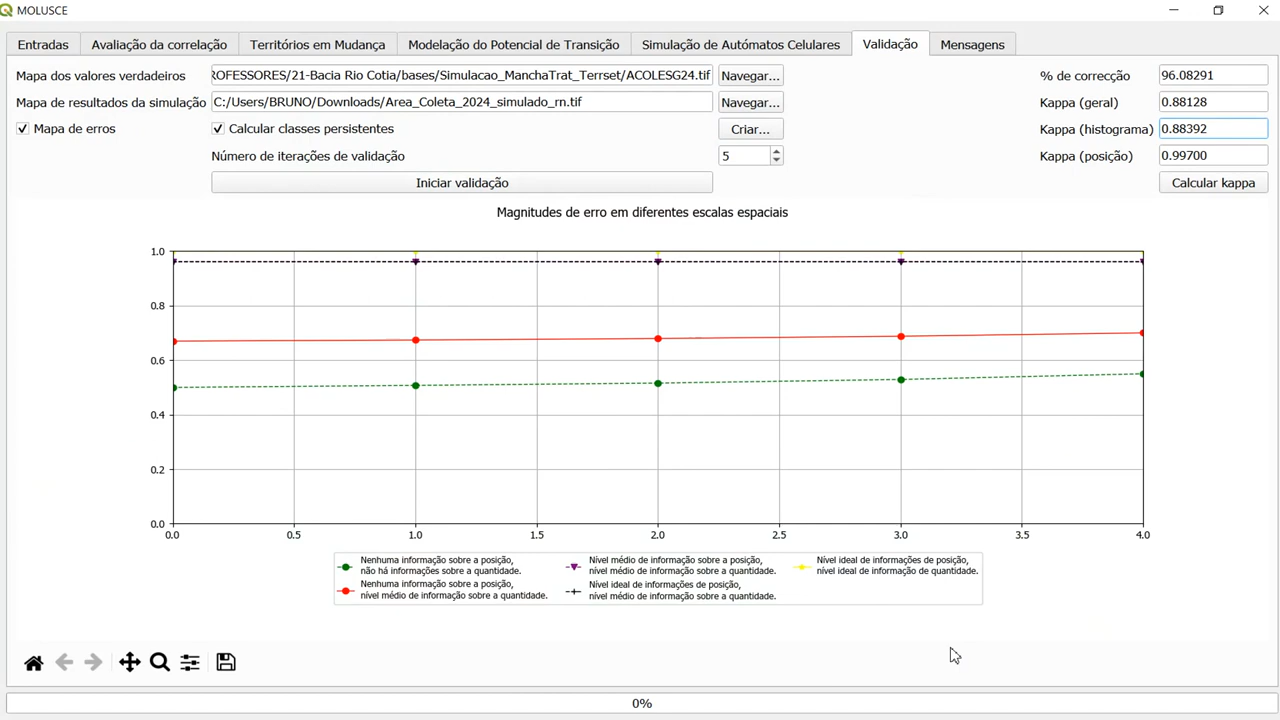 MOLUSCE
Entradas
Avaliação da correlação
Territórios em Mudança
Modelação do Potencial de Transição
Simulação de Autómatos Celulares
Validação
Mensagens
Mapa dos valores verdadeiros
ROFESSORES/21-Bacia Rio Cotia/bases/Simulacao_ManchaTrat_Terrset/ACOLESG24.tif
Navegar...
% de correcção
96.08291
Mapa de resultados da simulação
C:/Users/BRUNO/Downloads/Area_Coleta_2024_simulado_rn.tif
Navegar...
Kappa (geral)
0.88128
Mapa de erros
Calcular classes persistentes
Criar...
Kappa (histograma)
0.88392
Número de iterações de validação
5
Kappa (posição)
0.99700
Iniciar validação
Calcular kappa
Magnitudes de erro em diferentes escalas espaciais
1.0
0.8
0.6
0.4
0.2
0.0
0.0 0.5 1.0 1.5 2.0 2.5 3.0 3.5 4.0
Nenhuma informação sobre a posição,
não há informações sobre a quantidade.
Nenhuma informação sobre a posição,
nível médio de informação sobre a quantidade.
Nível médio de informação sobre a posição,
nível médio de informação sobre a quantidade.
Nível ideal de informações de posição,
nível médio de informação sobre a quantidade.
Nível ideal de informações de posição,
nível ideal de informação de quantidade.
0%